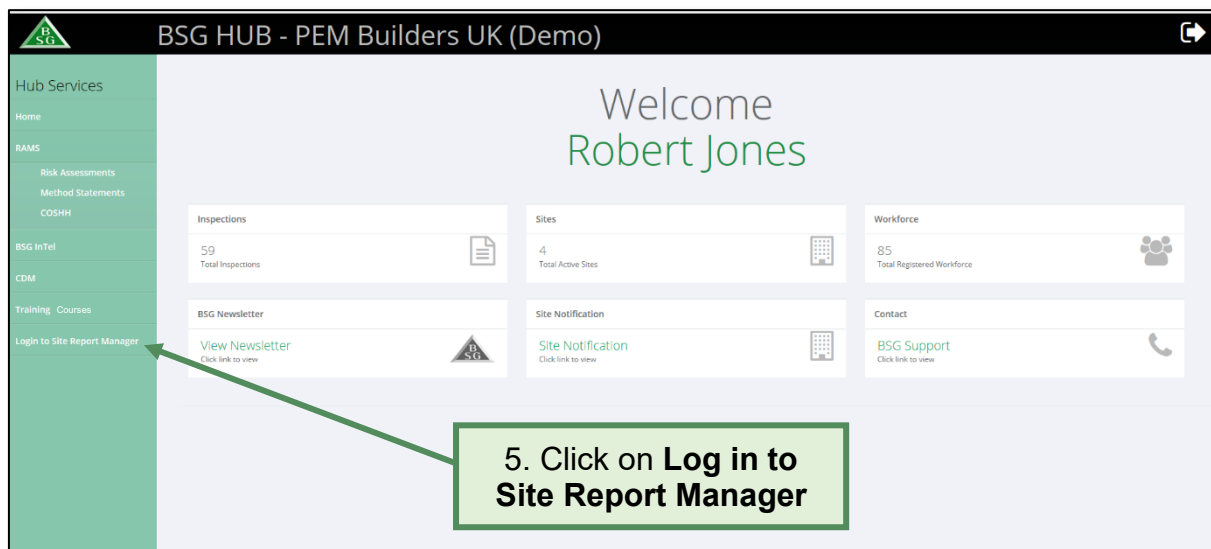 B
SG
BSG HUB - PEM Builders UK (Demo)
Hub Services
Home
RAMS
Risk Assessments
Method Statements
COSHH
BSG InTel
CDM
Training Courses
Login to Site Report Manager
Welcome
Robert Jones
Inspections
59
Total Inspections
Sites
4
Total Active Sites
Workforce
85
Total Registered Workforce
BSG Newsletter
View Newsletter
Click link to view
B
SG
Site Notification
Site Notification
Click link to view
Contact
BSG Support
Click link to view
5. Click on Log in to
Site Report Manager